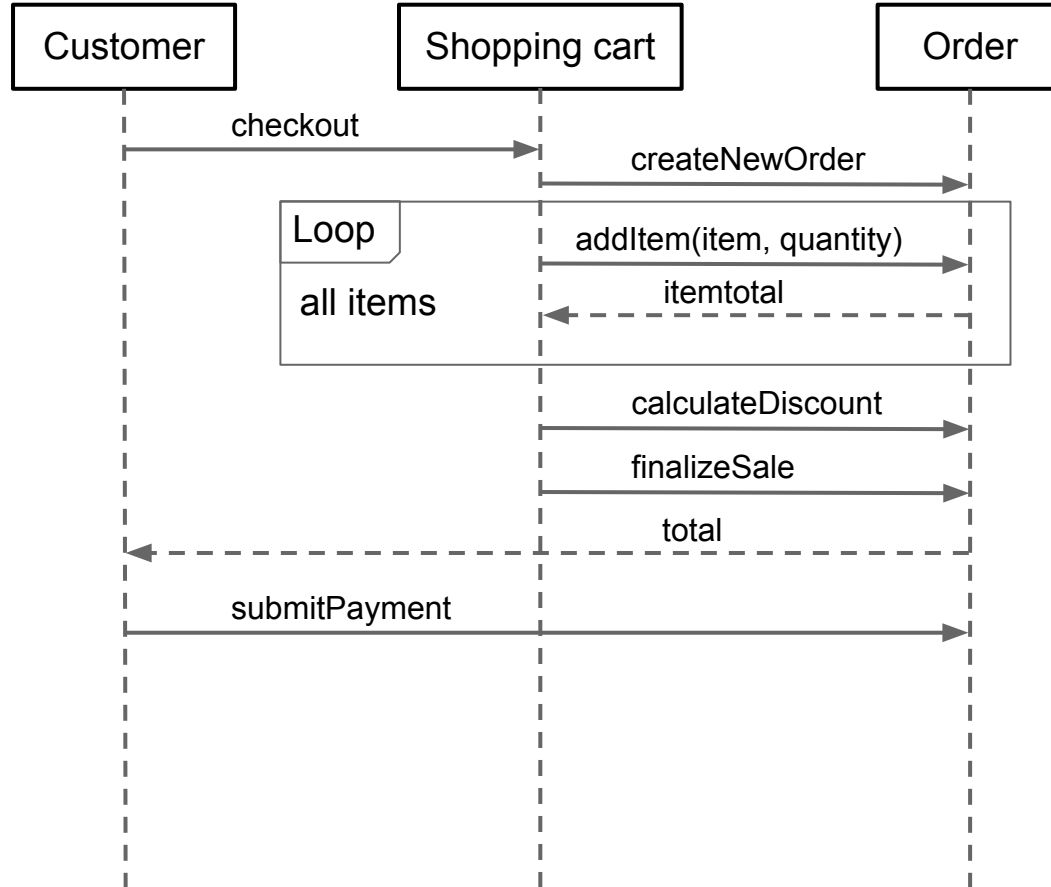 Customer
Shopping cart
Order
checkout
createNewOrder
Loop
addItem(item, quantity)
all items
itemtotal
calculateDiscount
finalizeSale
total
submitPayment